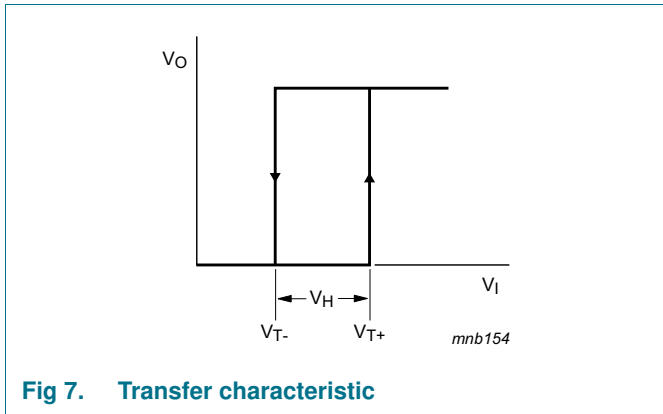 VO
VI
VH
VT-
VT+
mnb154
Fig 7. Transfer characteristic